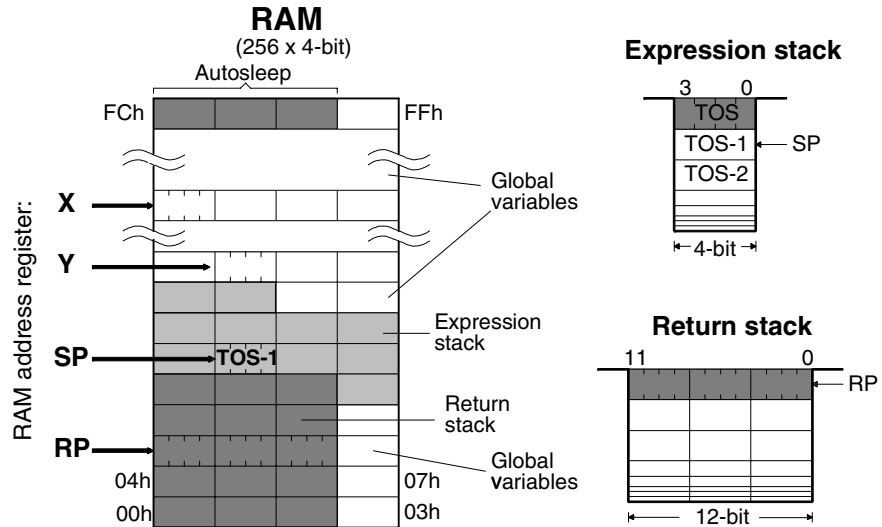 RAM
(256 x 4-bit)
Autosleep
FCh
FFh
Global
variables
X
Y
SP
TOS-1
RP
RAM address register:
Expression
stack
Return
stack
Global
variables
04h
07h
00h
03h
Expression stack
3 0
TOS
TOS-1
SP
TOS-2
4-bit
Return stack
11 0
RP
12-bit